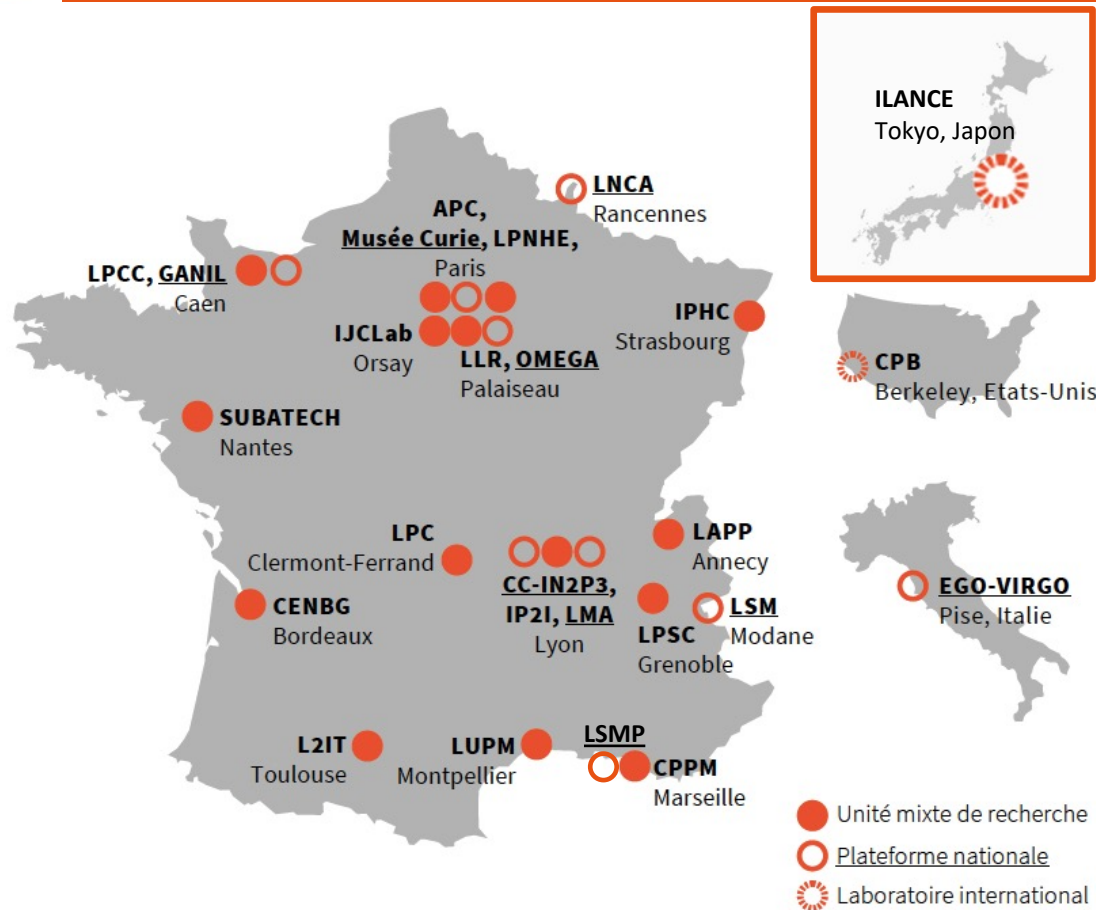 ILANCE
Tokyo, Japon
LNCA
Rancennes
APC,
Musée Curie, LPNHE,
Paris
LPCC, GANIL
Caen
IJCLab
Orsay
LLR, OMEGA
Palaiseau
IPHC
Strasbourg
CPB
Berkeley, Etats-Unis
SUBATECH
Nantes
LPC
Clermont-Ferrand
CC-IN2P3,
IP2I, LMA
Lyon
LAPP
Annecy
CENBG
Bordeaux
LPSC
Grenoble
LSM
Modane
EGO-VIRGO
Pise, Italie
L2IT
Toulouse
LUPM
Montpellier
LSMP
CPPM
Marseille
Unité mixte de recherche
Plateforme nationale
Laboratoire international